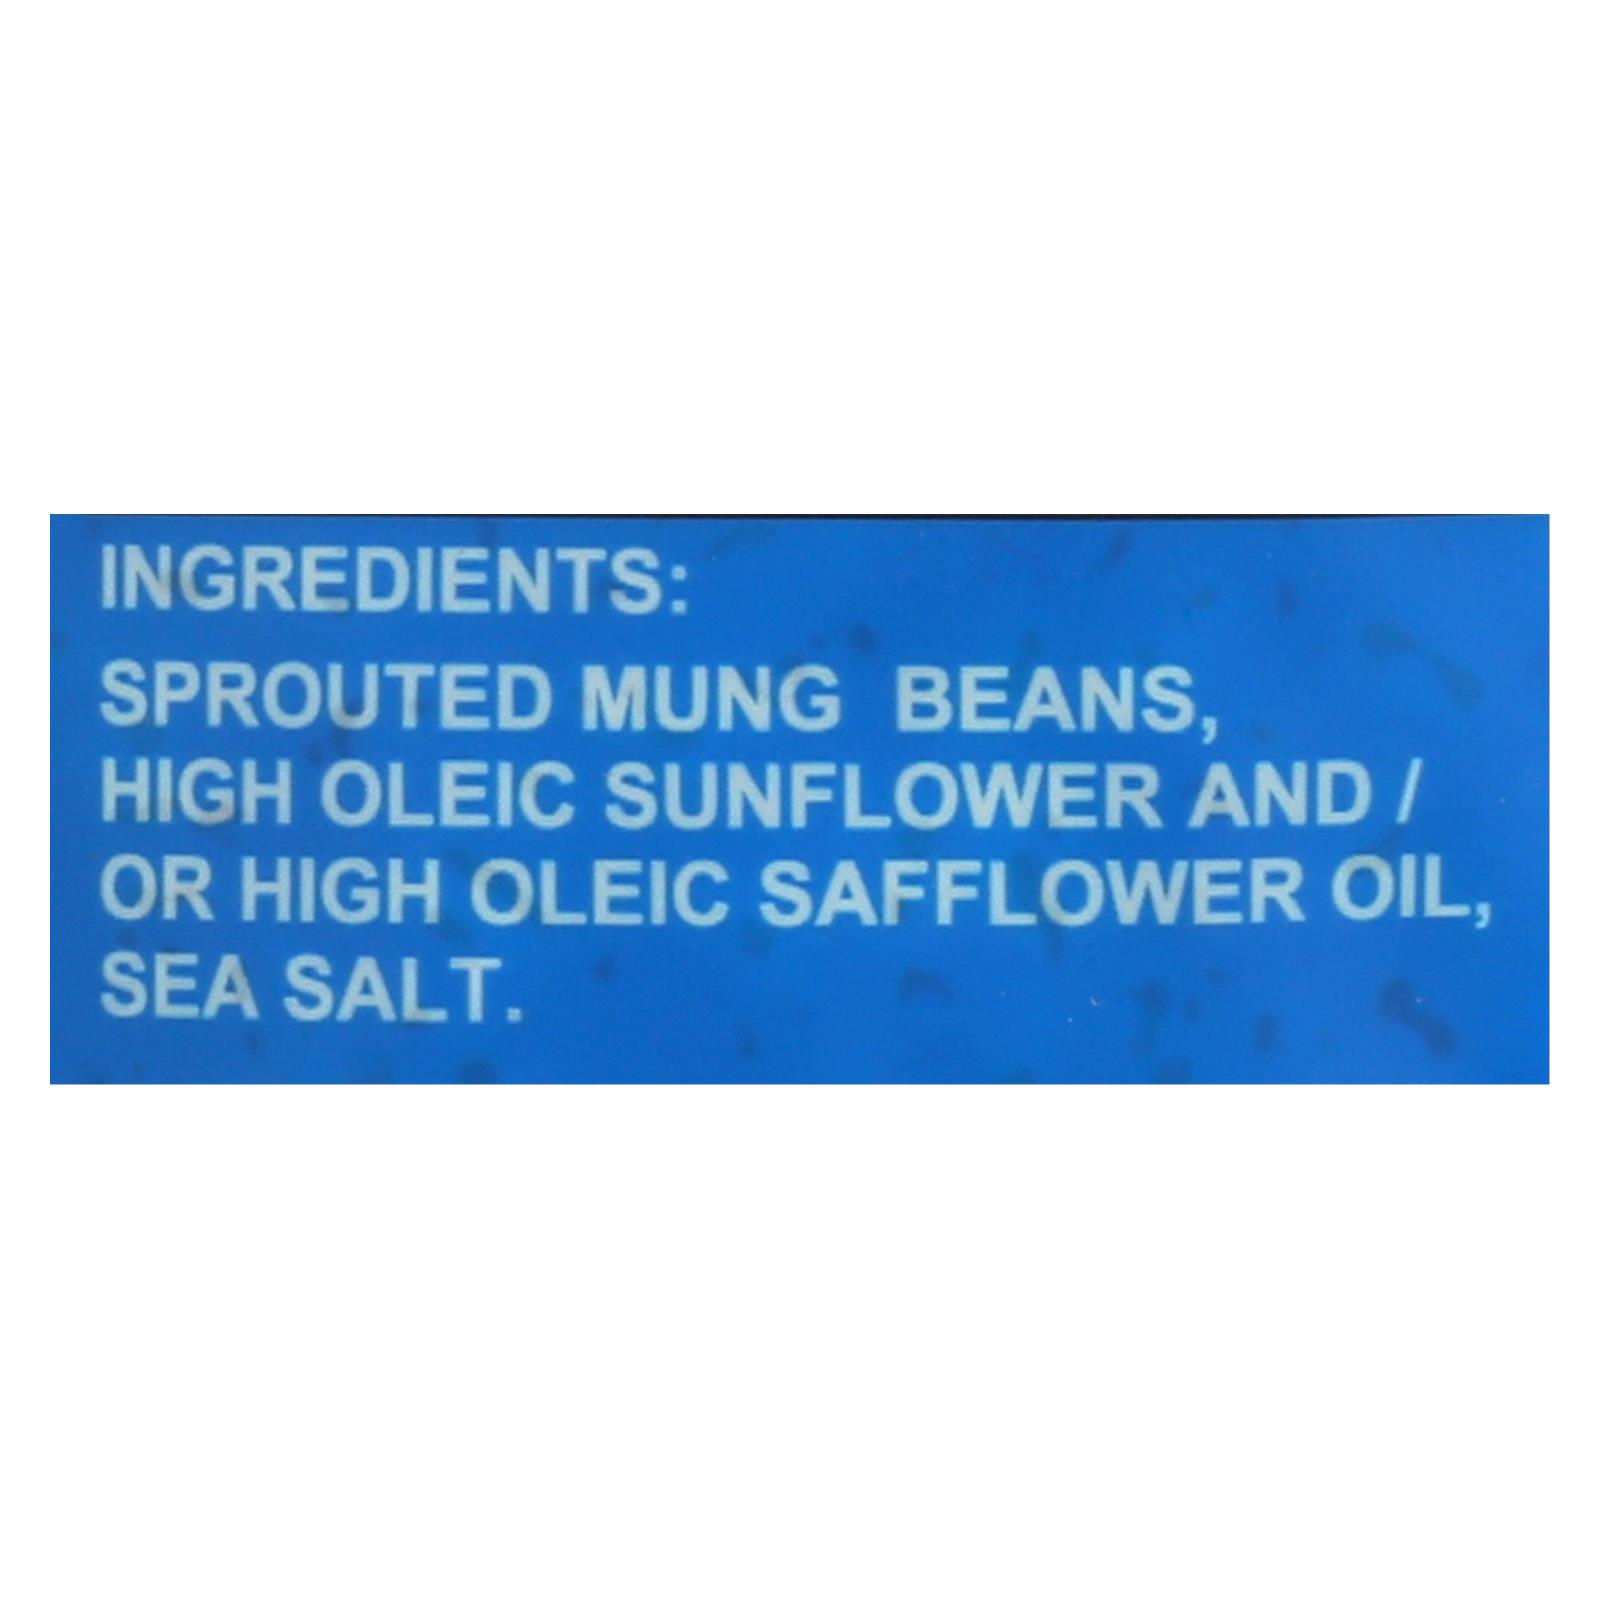 INGREDIENTS:
SPROUTED MUNG BEANS,
HIGH OLEIC SUNFLOWER AND /
OR HIGH OLEIC SAFFLOWER OIL,
SEA SALT.